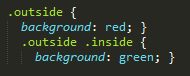 .outside {
  background: red; }
  .outside .inside {
    background: green; }